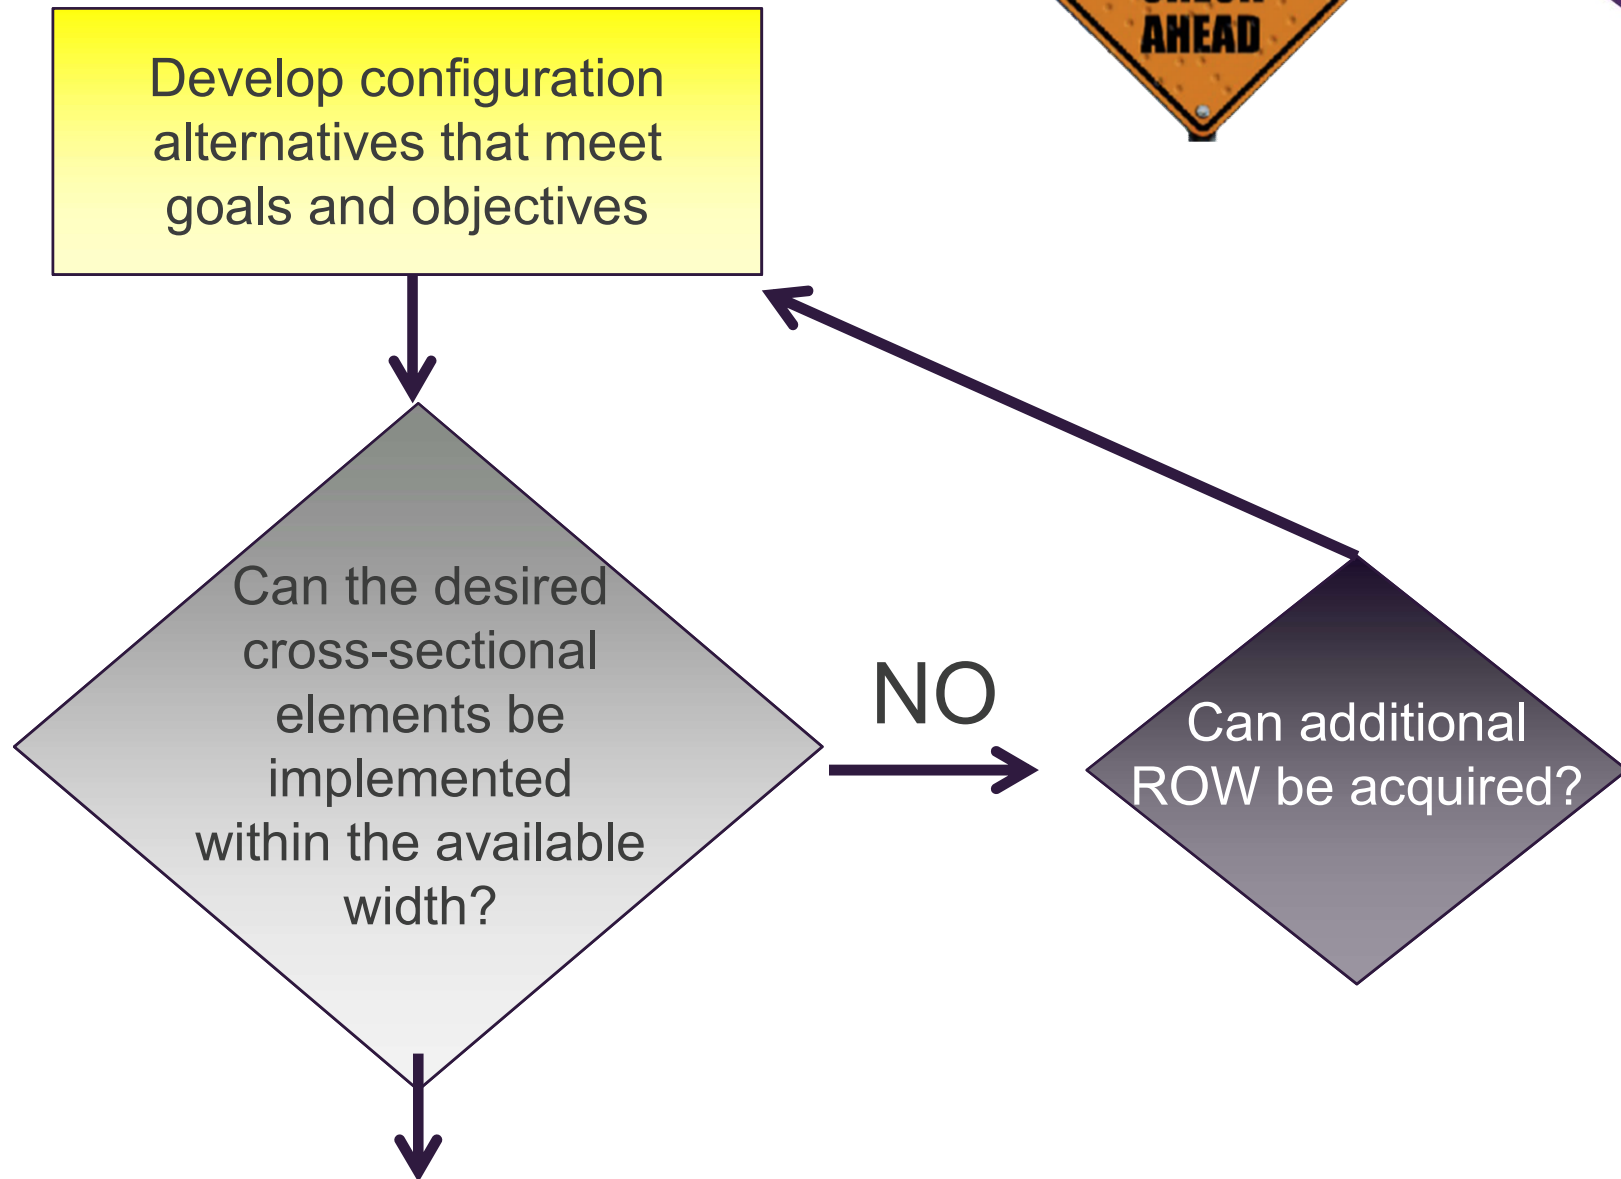 AHEAD
Develop configuration
alternatives that meet
goals and objectives
Can the desired
cross-sectional
elements be
implemented
within the available
width?
NO
Can additional
ROW be acquired?